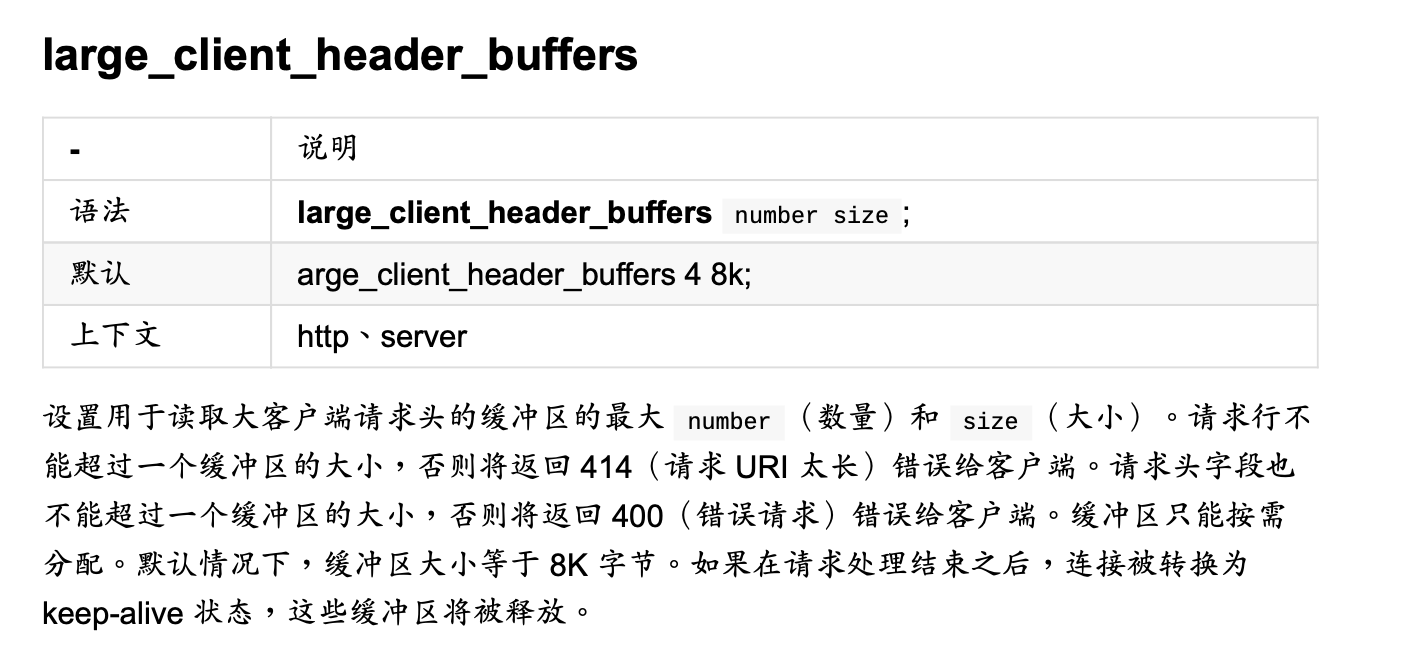 large_client_header_buffers
- 说明
语法 large_client_header_buffers number size ;
默认 arge_client_header_buffers 4 8k;
上下文 http、server
设置用于读取大客户端请求头的缓冲区的最大 number （数量）和 size （大小）。请求行不
能超过一个缓冲区的大小，否则将返回 414（请求 URI 太长）错误给客户端。请求头字段也
不能超过一个缓冲区的大小，否则将返回 400（错误请求）错误给客户端。缓冲区只能按需
分配。默认情况下，缓冲区大小等于 8K 字节。如果在请求处理结束之后，连接被转换为
keep-alive 状态，这些缓冲区将被释放。